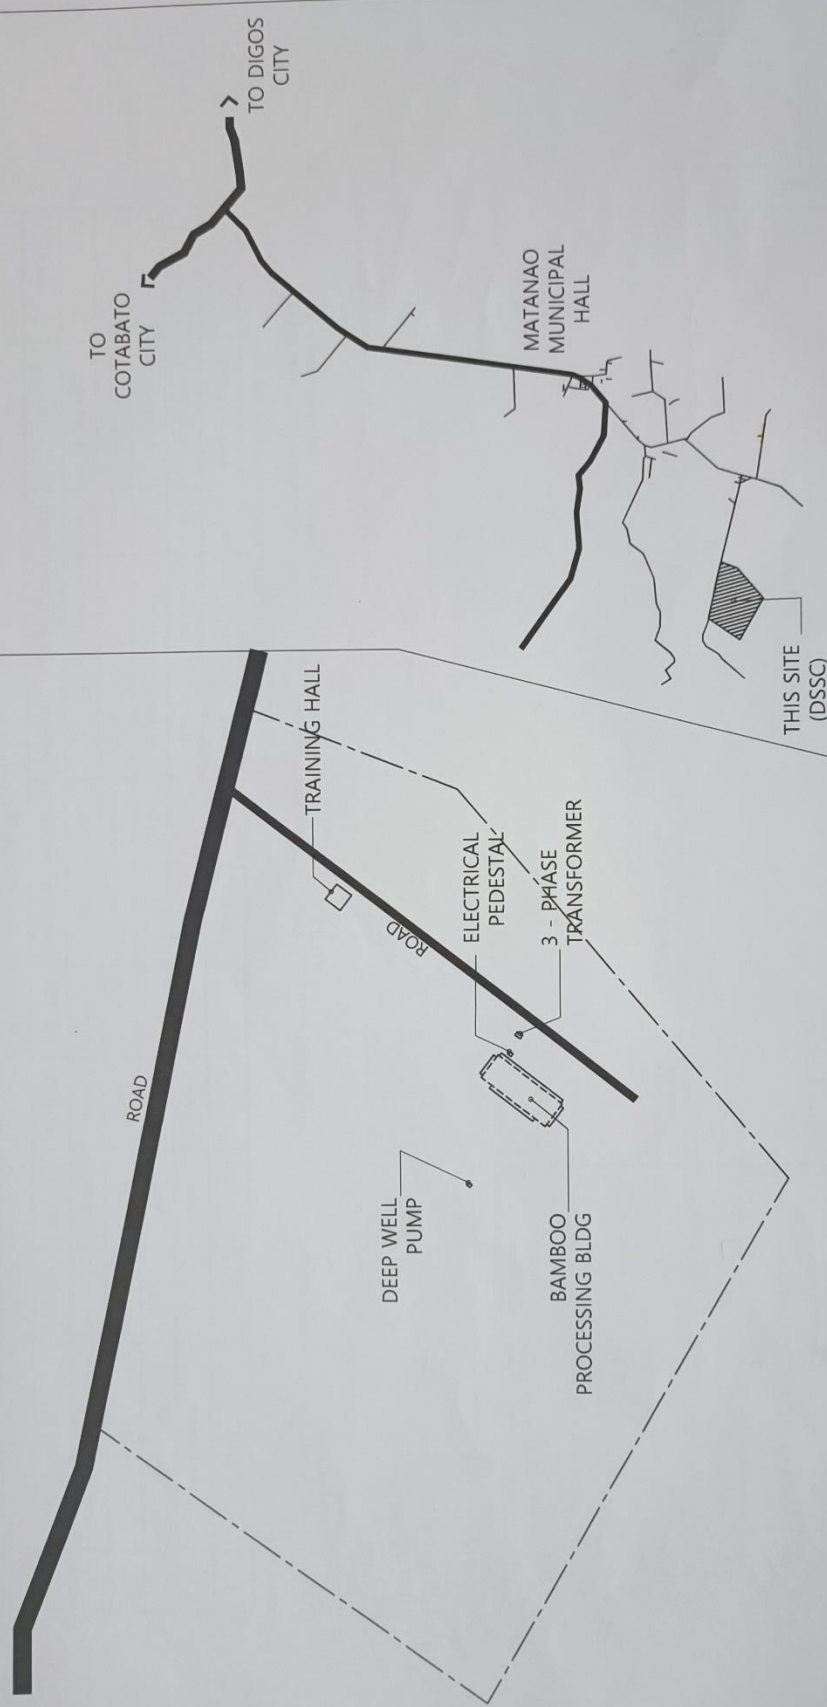 ROAD
TRAINING HALL
ROAD
ELECTRICAL
PEDESTAL
3 - PHASE
TRANSFORMER
DEEP WELL
PUMP
BAMBOO
PROCESSING BLDG
TO
COTABATO
CITY
TO DIGOS
CITY
MATANAO
MUNICIPAL
HALL
THIS SITE
(DSSC)